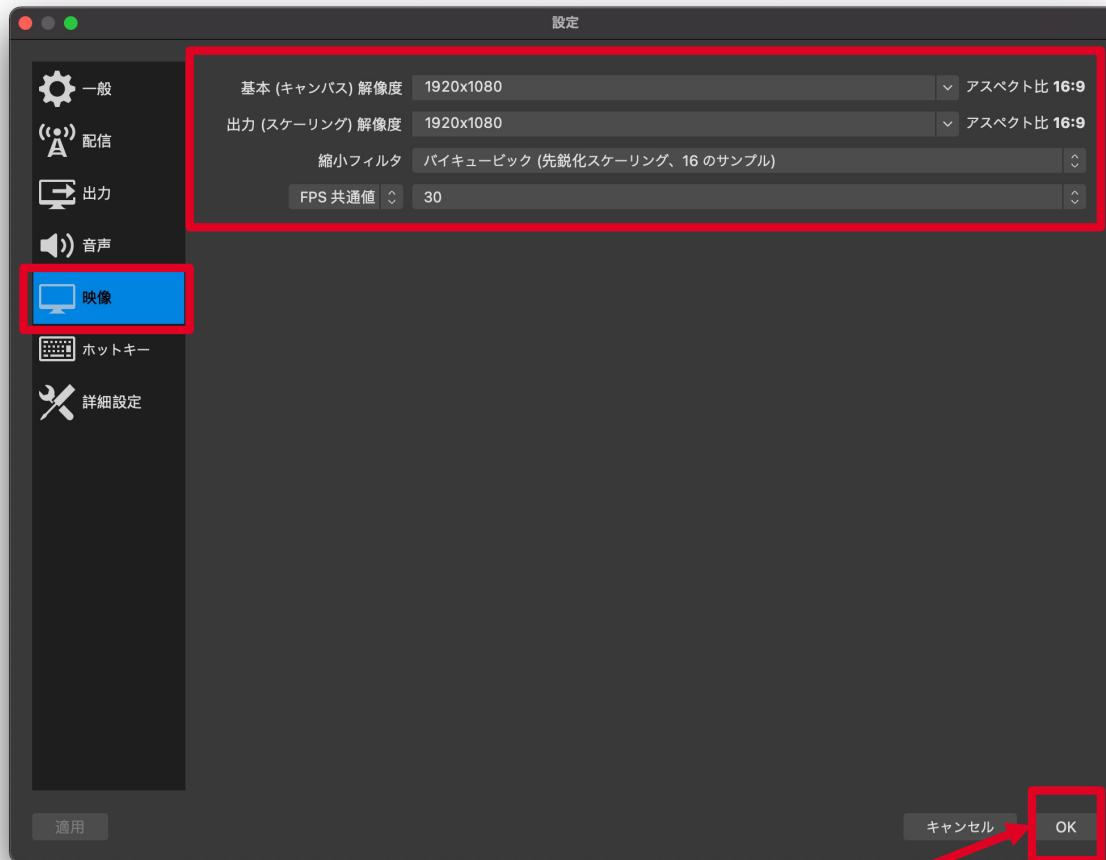 設定
一般
配信
出力
音声
映像
ホットキー
詳細設定
基本 (キャンバス) 解像度 1920x1080 アスペクト比 16:9
出力 (スケーリング) 解像度 1920x1080 アスペクト比 16:9
縮小フィルタ バイキュービック (先鋭化スケーリング、16 のサンプル)
FPS 共通値 30
適用
キャンセル
OK